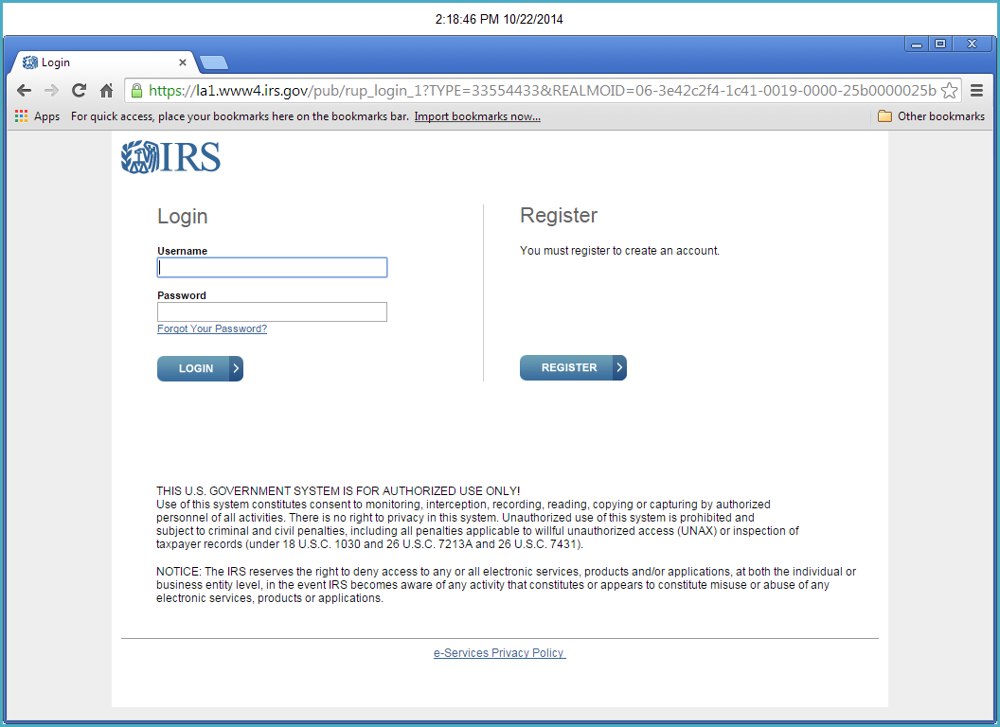 2:18:46 PM 10/22/2014
Login
https://la1.www4.irs.gov/pub/rup_login_1?TYPE=33554433&REALMOID=06-3e42c2f4-1c41-0019-0000-25b0000025b
Apps For quick access, place your bookmarks here on the bookmarks bar. Import bookmarks now... Other bookmarks
IRS
Login
Username
Password
Forgot Your Password?
LOGIN
Register
You must register to create an account.
REGISTER
THIS U.S. GOVERNMENT SYSTEM IS FOR AUTHORIZED USE ONLY!
Use of this system constitutes consent to monitoring, interception, recording, reading, copying or capturing by authorized
personnel of all activities. There is no right to privacy in this system. Unauthorized use of this system is prohibited and
subject to criminal and civil penalties, including all penalties applicable to willful unauthorized access (UNAX) or inspection of
taxpayer records (under 18 U.S.C. 1030 and 26 U.S.C. 7213A and 26 U.S.C. 7431).
NOTICE: The IRS reserves the right to deny access to any or all electronic services, products and/or applications, at both the individual or
business entity level, in the event IRS becomes aware of any activity that constitutes or appears to constitute misuse or abuse of any
electronic services, products or applications.
e-Services Privacy Policy